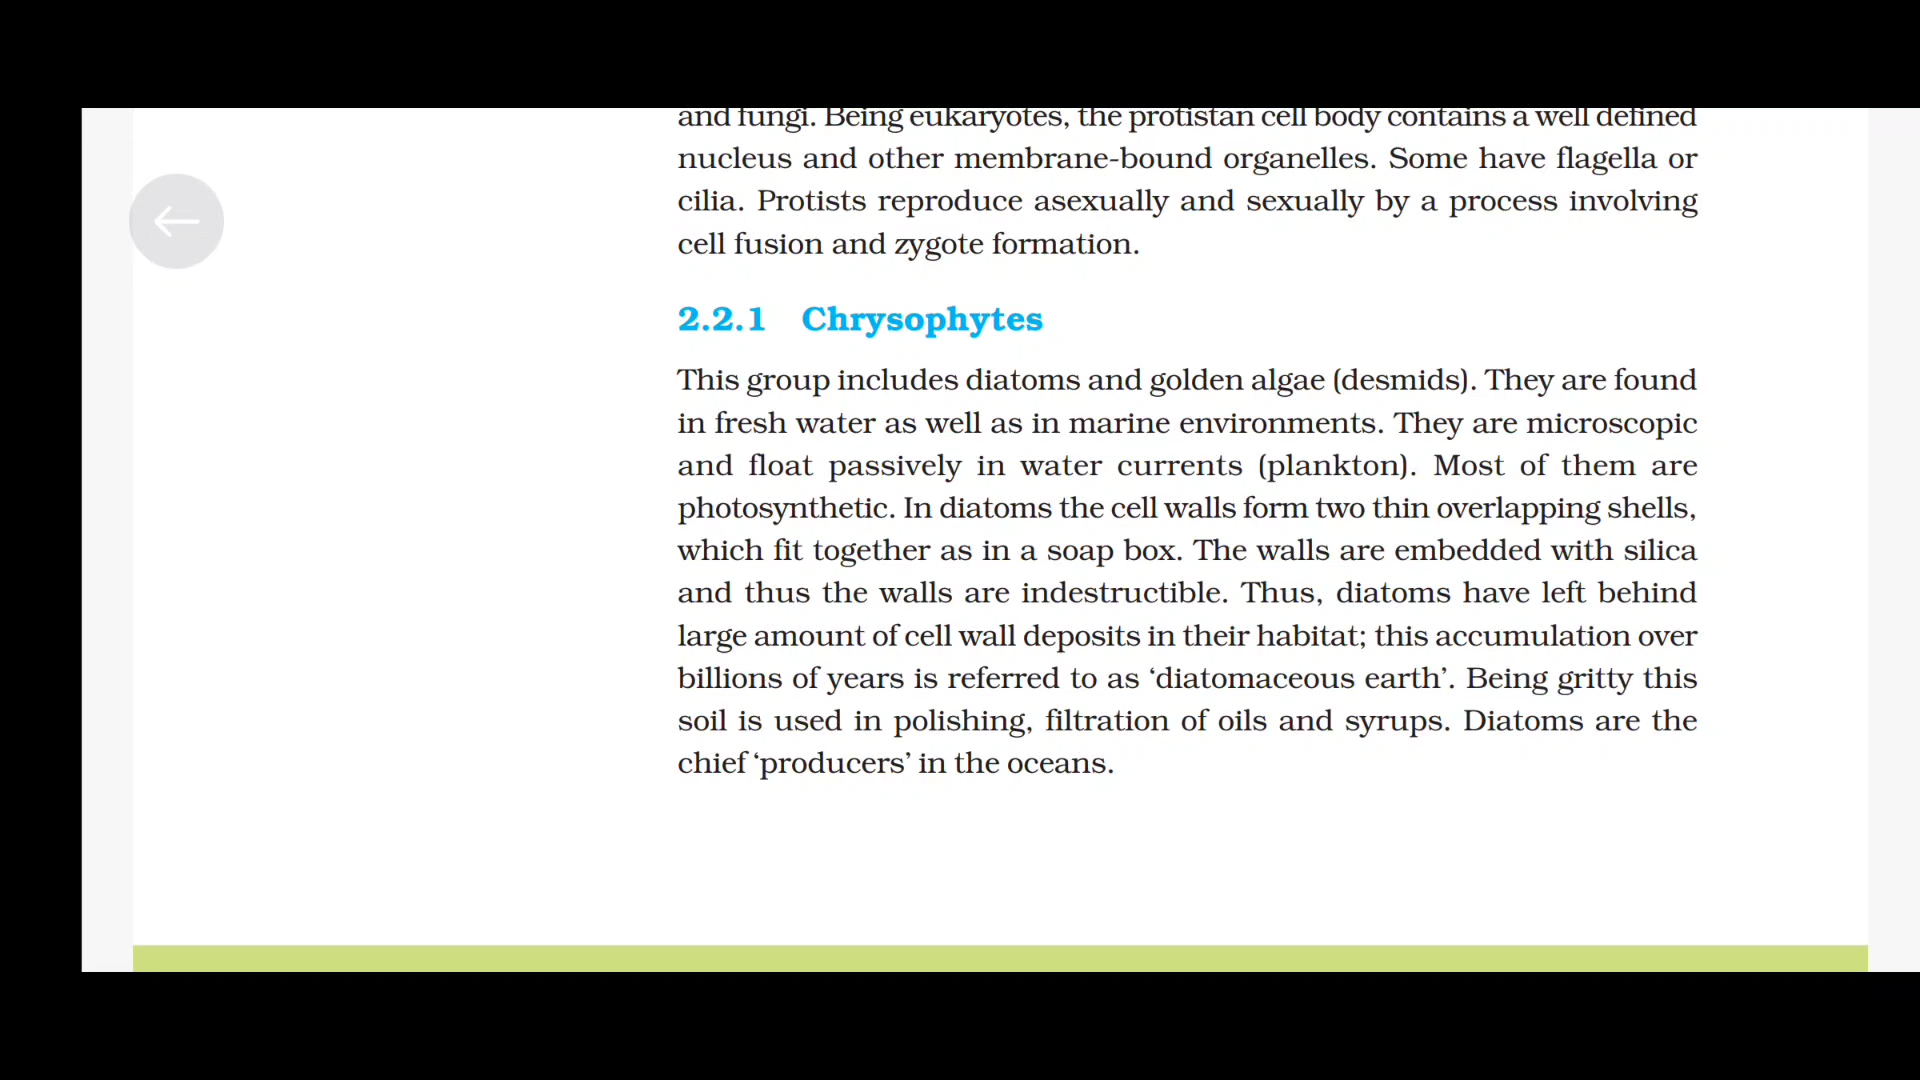 and fungi. Being eukaryotes, the protistan cell body contains a well defined
nucleus and other membrane-bound organelles. Some have flagella or
cilia. Protists reproduce asexually and sexually by a process involving
cell fusion and zygote formation.
2.2.1 Chrysophytes
This group includes diatoms and golden algae (desmids). They are found
in fresh water as well as in marine environments. They are microscopic
and float passively in water currents (plankton). Most of them are
photosynthetic. In diatoms the cell walls form two thin overlapping shells,
which fit together as in a soap box. The walls are embedded with silica
and thus the walls are indestructible. Thus, diatoms have left behind
large amount of cell wall deposits in their habitat; this accumulation over
billions of years is referred to as ‘diatomaceous earth’. Being gritty this
soil is used in polishing, filtration of oils and syrups. Diatoms are the
chief ‘producers’ in the oceans.